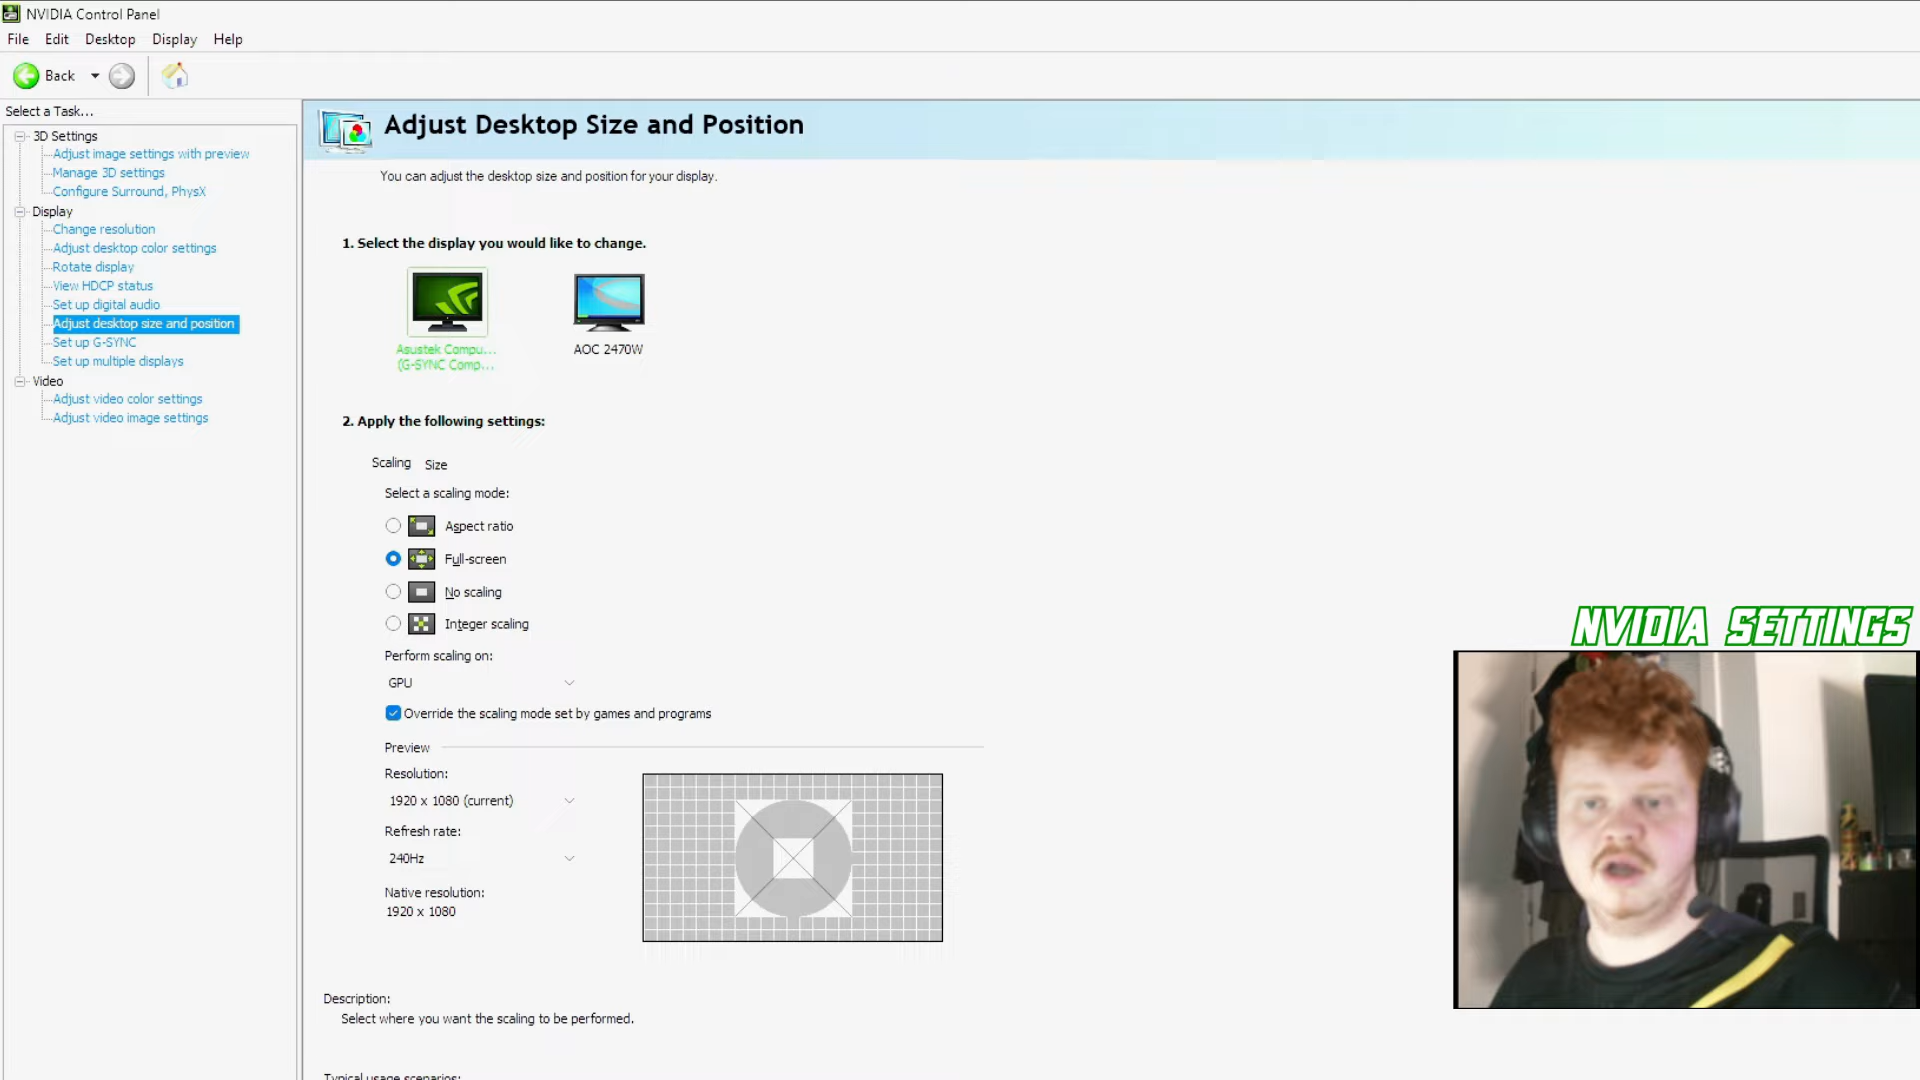 NVIDIA Control Panel
File Edit Desktop Display Help
Back
Select a Task...
3D Settings
Adjust image settings with preview
Manage 3D settings
Configure Surround, PhysX
Display
Change resolution
Adjust desktop color settings
Rotate display
View HDCP status
Set up digital audio
Adjust desktop size and position
Set up G-SYNC
Set up multiple displays
Video
Adjust video color settings
Adjust video image settings
Adjust Desktop Size and Position
You can adjust the desktop size and position for your display.
1. Select the display you would like to change.
Asustek Compu...
(G-SYNC Comp...
AOC 2470W
2. Apply the following settings:
Scaling Size
Select a scaling mode:
Aspect ratio
Full-screen
No scaling
Integer scaling
Perform scaling on:
GPU
Override the scaling mode set by games and programs
Preview
Resolution:
1920 x 1080 (current)
Refresh rate:
240Hz
Native resolution:
1920 x 1080
Description:
Select where you want the scaling to be performed.
Typical usage scenarios:
NVIDIA SETTINGS